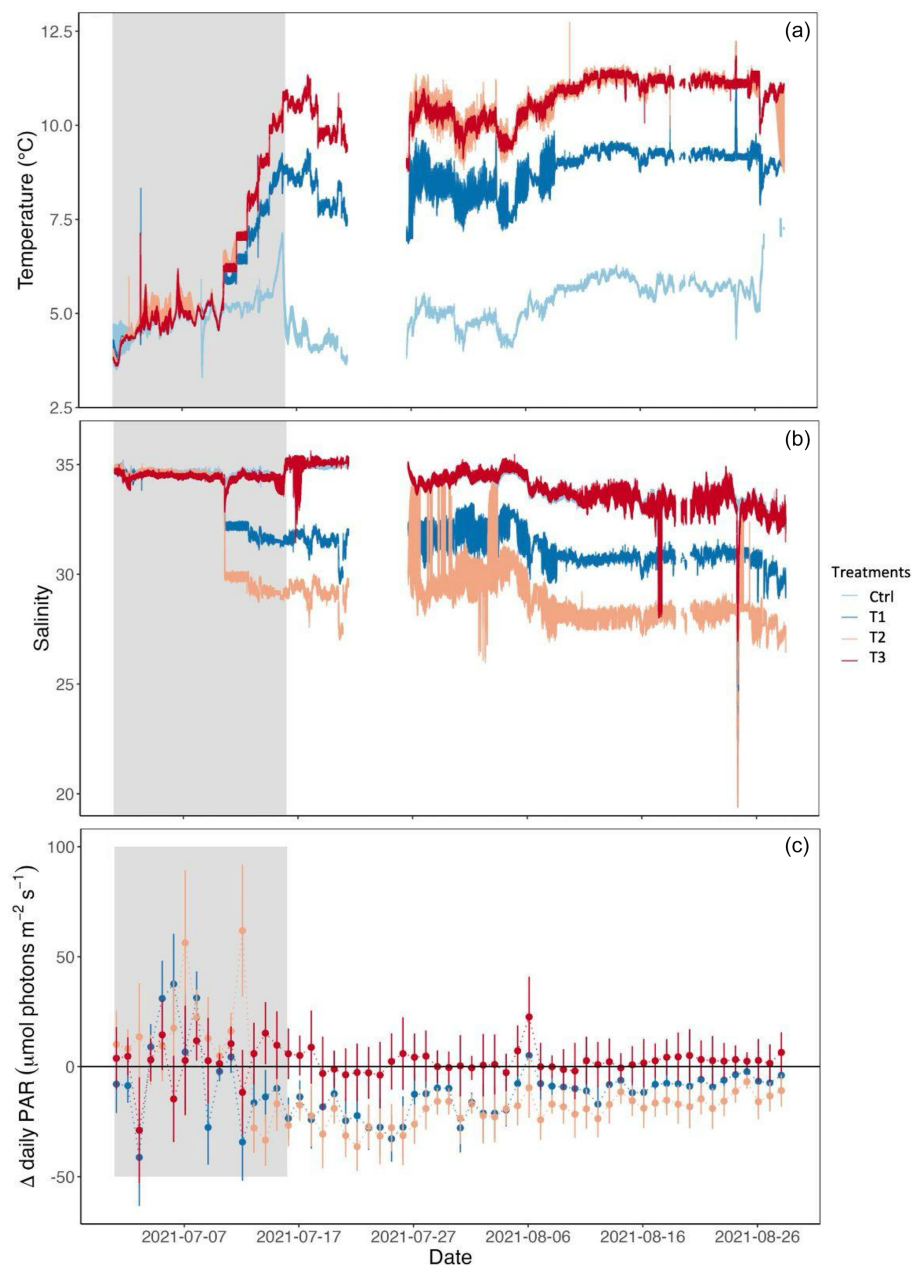 (a)
12.5
10.0
7.5
5.0
2.5
Temperature (°C)
(b)
35
30
25
20
Salinity
Treatments
Ctrl
T1
T2
T3
(c)
100
50
0
-50
Δ daily PAR (μmol photons m⁻² s⁻¹)
2021-07-07 2021-07-17 2021-07-27 2021-08-06 2021-08-16 2021-08-26
Date